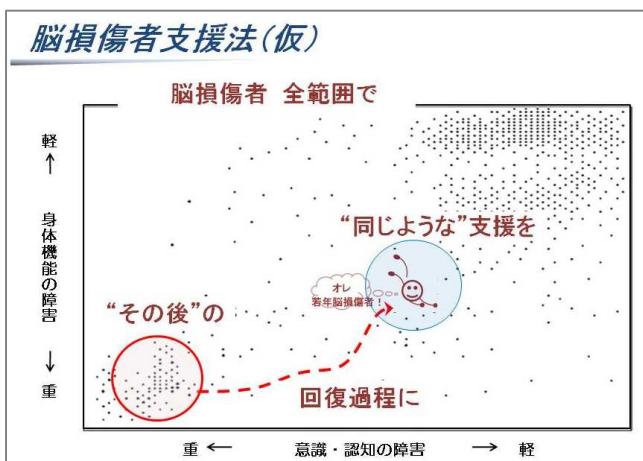 脳損傷者支援法(仮)
脳損傷者 全範囲で
軽
↑
身体機能の障害
↓
重
“同じような”支援を
オレ
若年脳損傷者!
“その後”の
回復過程に
重 ← 意識・認知の障害 → 軽